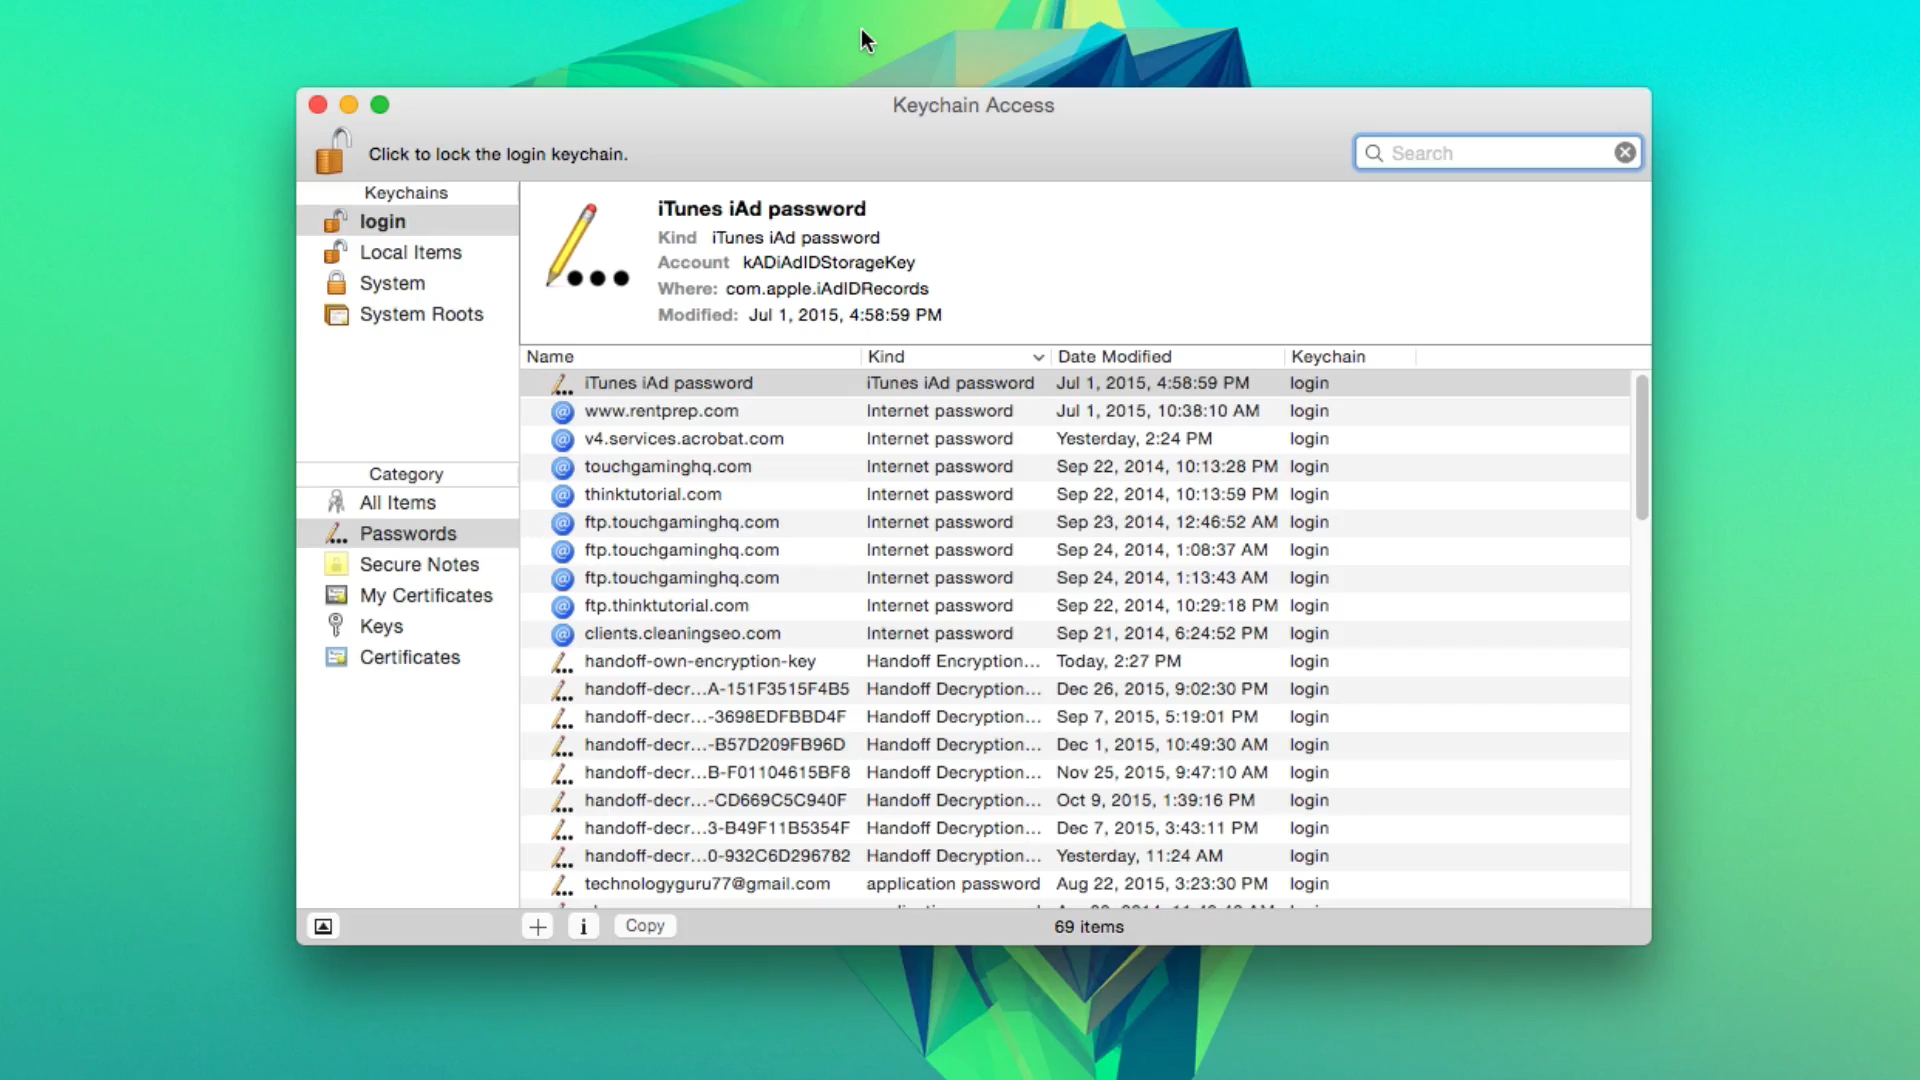 Keychain Access
Click to lock the login keychain.
Search
Keychains
login
Local Items
System
System Roots
Category
All Items
Passwords
Secure Notes
My Certificates
Keys
Certificates
iTunes iAd password
Kind iTunes iAd password
Account kADiAdIDStorageKey
Where: com.apple.iAdIDRecords
Modified: Jul 1, 2015, 4:58:59 PM
Name Kind Date Modified Keychain
iTunes iAd password iTunes iAd password Jul 1, 2015, 4:58:59 PM login
www.rentprep.com Internet password Jul 1, 2015, 10:38:10 AM login
v4.services.acrobat.com Internet password Yesterday, 2:24 PM login
touchgaminghq.com Internet password Sep 22, 2014, 10:13:28 PM login
thinktutorial.com Internet password Sep 22, 2014, 10:13:59 PM login
ftp.touchgaminghq.com Internet password Sep 23, 2014, 12:46:52 AM login
ftp.touchgaminghq.com Internet password Sep 24, 2014, 1:08:37 AM login
ftp.touchgaminghq.com Internet password Sep 24, 2014, 1:13:43 AM login
ftp.thinktutorial.com Internet password Sep 22, 2014, 10:29:18 PM login
clients.cleaningseo.com Internet password Sep 21, 2014, 6:24:52 PM login
handoff-own-encryption-key Handoff Encryption... Today, 2:27 PM login
handoff-decr...A-151F3515F4B5 Handoff Decryption... Dec 26, 2015, 9:02:30 PM login
handoff-decr...-3698EDFBBD4F Handoff Decryption... Sep 7, 2015, 5:19:01 PM login
handoff-decr...-B57D209FB96D Handoff Decryption... Dec 1, 2015, 10:49:30 AM login
handoff-decr...B-F01104615BF8 Handoff Decryption... Nov 25, 2015, 9:47:10 AM login
handoff-decr...-CD669C5C940F Handoff Decryption... Oct 9, 2015, 1:39:16 PM login
handoff-decr...3-B49F11B5354F Handoff Decryption... Dec 7, 2015, 3:43:11 PM login
handoff-decr...0-932C6D296782 Handoff Decryption... Yesterday, 11:24 AM login
technologyguru77@gmail.com application password Aug 22, 2015, 3:23:30 PM login
Copy
69 items